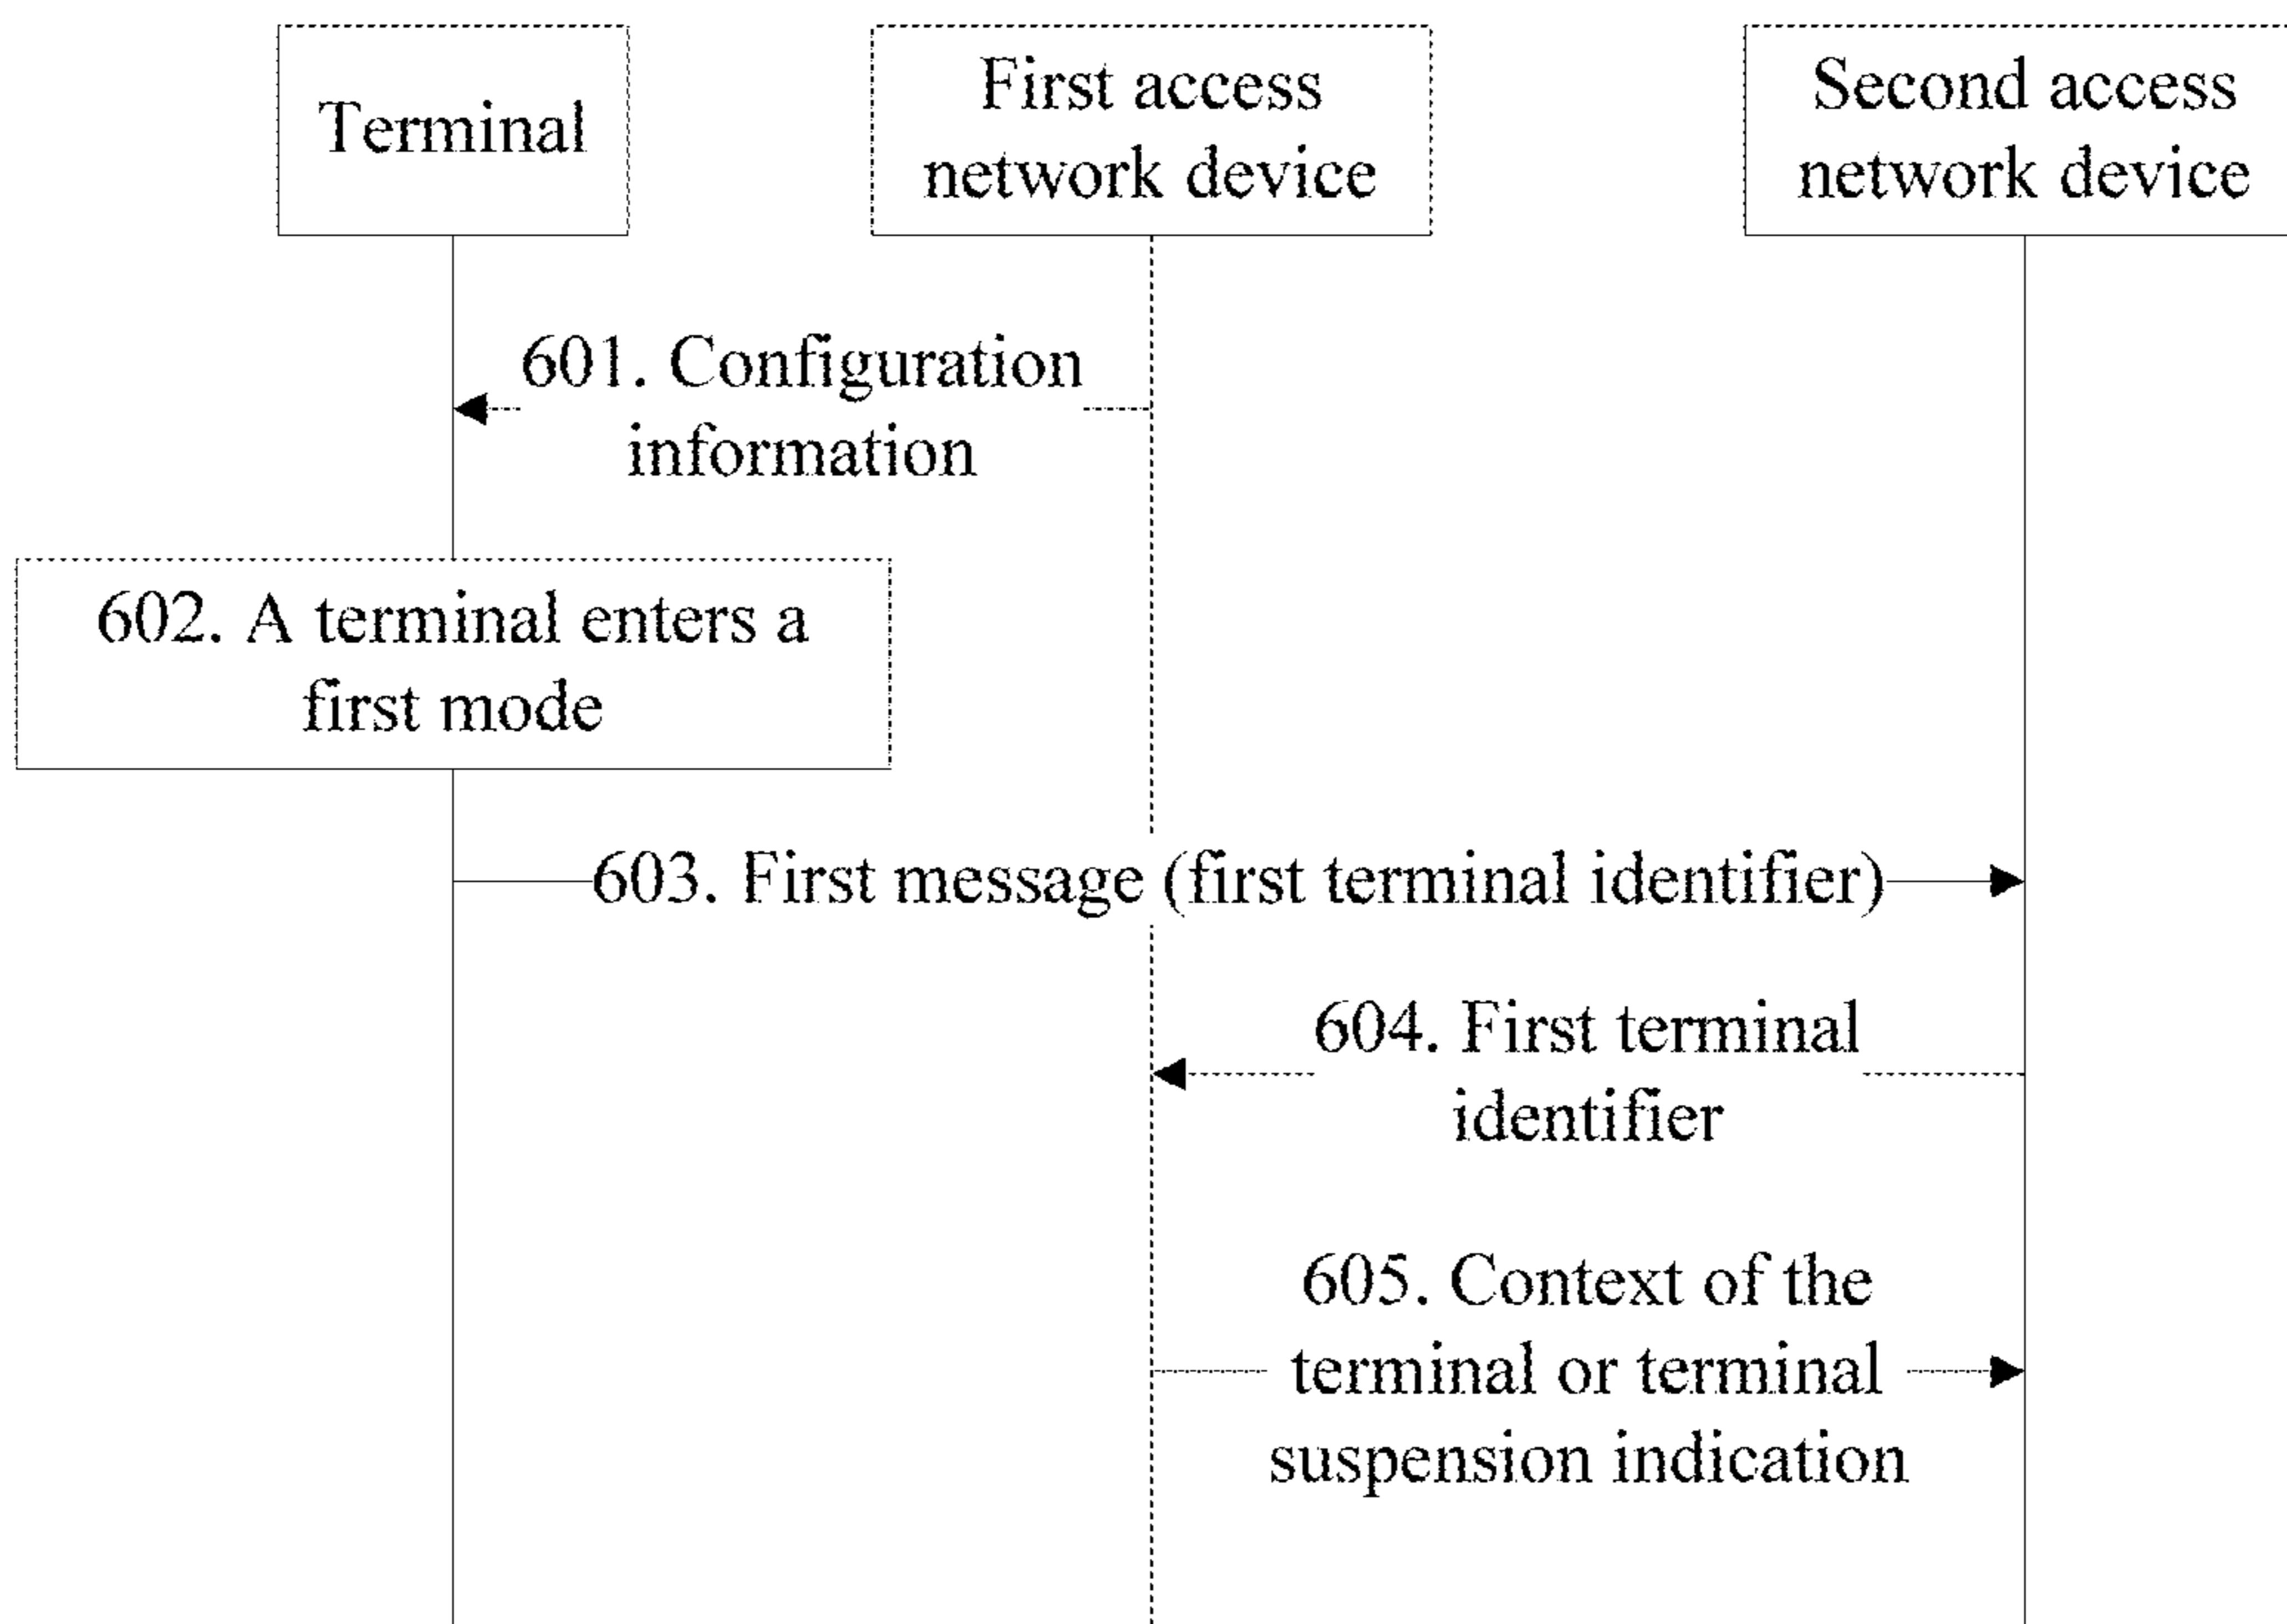 Terminal
First access
network device
Second access
network device
601. Configuration
information
602. A terminal enters a
first mode
603. First message (first terminal identifier)
604. First terminal
identifier
605. Context of the
terminal or terminal
suspension indication